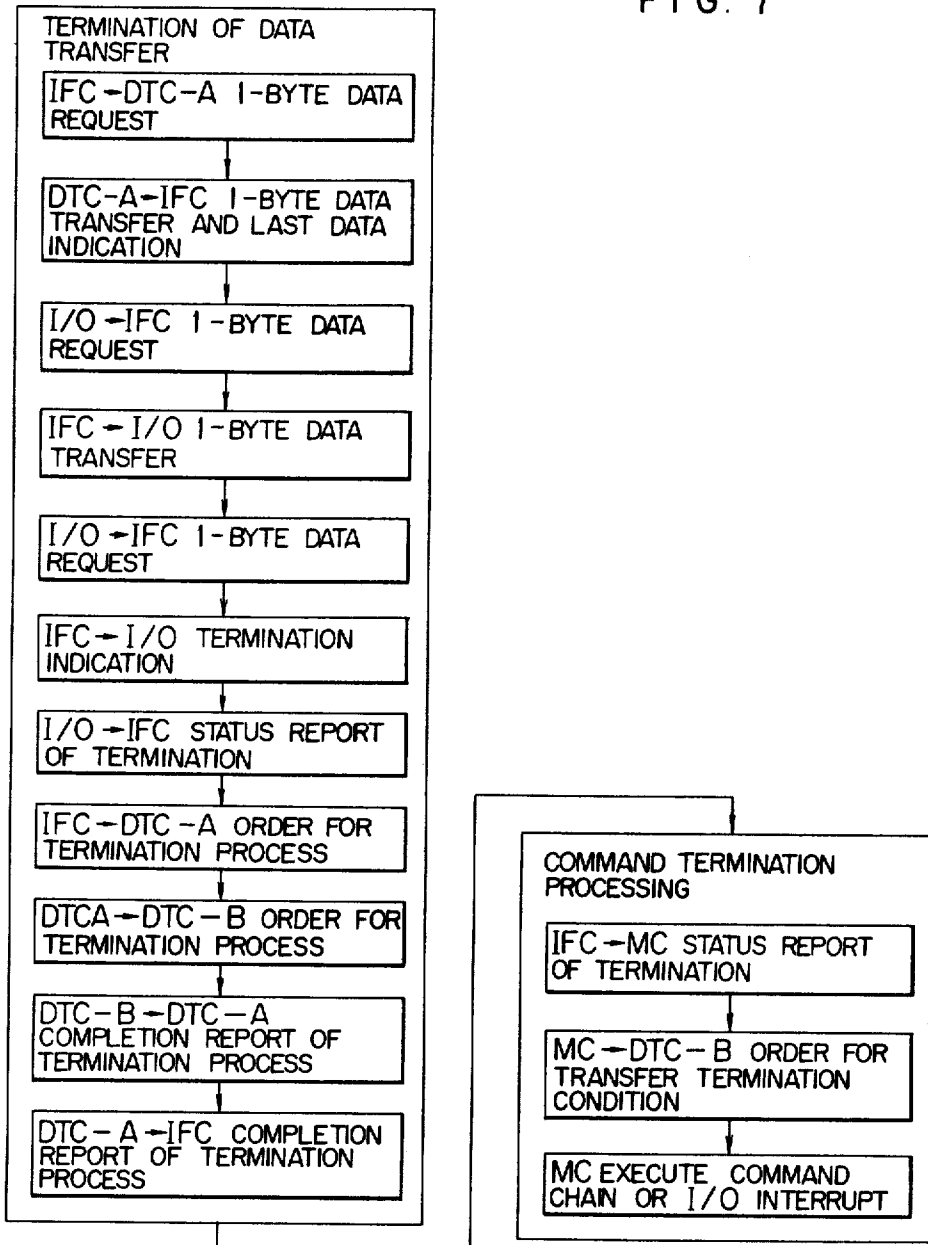 FIG. 7
TERMINATION OF DATA
TRANSFER
IFC→DTC-A 1-BYTE DATA
REQUEST
DTC-A→IFC 1-BYTE DATA
TRANSFER AND LAST DATA
INDICATION
I/O→IFC 1-BYTE DATA
REQUEST
IFC→I/O 1-BYTE DATA
TRANSFER
I/O→IFC 1-BYTE DATA
REQUEST
IFC→I/O TERMINATION
INDICATION
I/O→IFC STATUS REPORT
OF TERMINATION
IFC→DTC-A ORDER FOR
TERMINATION PROCESS
DTCA→DTC-B ORDER FOR
TERMINATION PROCESS
DTC-B→DTC-A
COMPLETION REPORT OF
TERMINATION PROCESS
DTC-A→IFC COMPLETION
REPORT OF TERMINATION
PROCESS
COMMAND TERMINATION
PROCESSING
IFC→MC STATUS REPORT
OF TERMINATION
MC→DTC-B ORDER FOR
TRANSFER TERMINATION
CONDITION
MC EXECUTE COMMAND
CHAIN OR I/O INTERRUPT